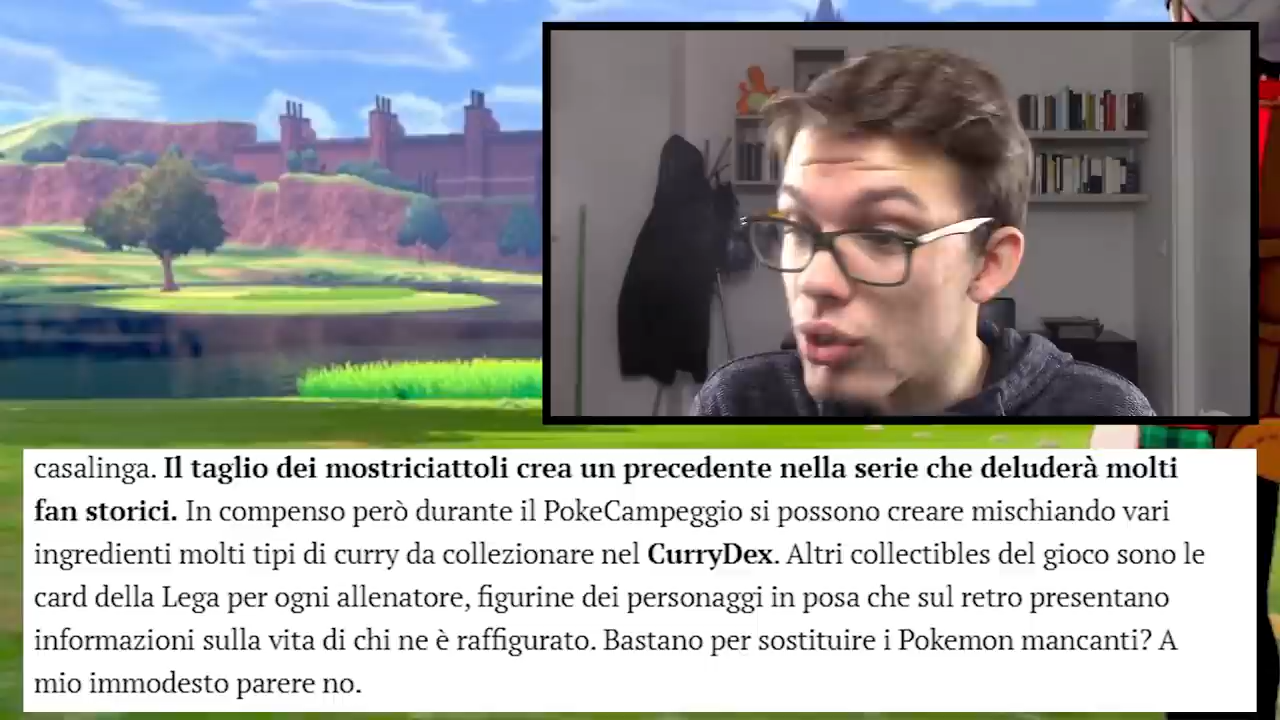 casalinga. Il taglio dei mostriciattoli crea un precedente nella serie che deluderà molti
fan storici. In compenso però durante il PokeCampeggio si possono creare mischiando vari
ingredienti molti tipi di curry da collezionare nel CurryDex. Altri collectibles del gioco sono le
card della Lega per ogni allenatore, figurine dei personaggi in posa che sul retro presentano
informazioni sulla vita di chi ne è raffigurato. Bastano per sostituire i Pokemon mancanti? A
mio immodesto parere no.